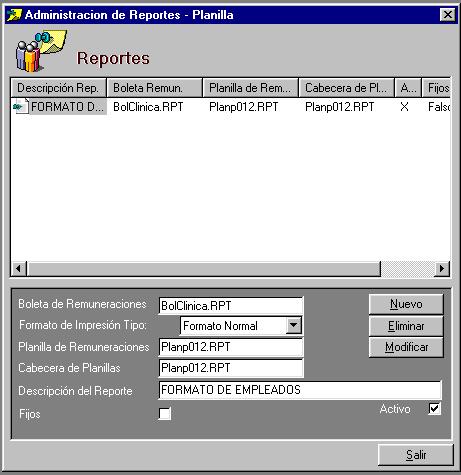 Administracion de Reportes - Planilla
Reportes
Descripción Rep. Boleta Remun. Planilla de Rem... Cabecera de Pl... A... Fijos
FORMATO D... BolClinica.RPT Planp012.RPT Planp012.RPT X Falso
Boleta de Remuneraciones BolClinica.RPT Nuevo
Formato de Impresión Tipo: Formato Normal Eliminar
Planilla de Remuneraciones Planp012.RPT Modificar
Cabecera de Planillas Planp012.RPT
Descripción del Reporte FORMATO DE EMPLEADOS
Fijos Activo
Salir